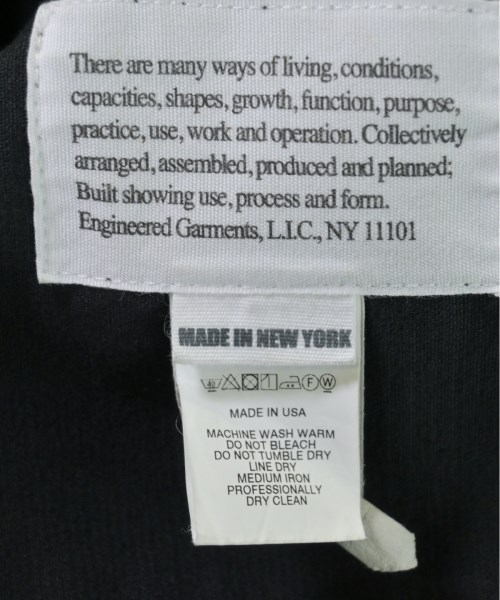 There are many ways of living, conditions,
capacities, shapes, growth, function, purpose,
practice, use, work and operation. Collectively
arranged, assembled, produced and planned;
Built showing use, process and form.
Engineered Garments, L.I.C., NY 11101
MADE IN NEW YORK
F W
MADE IN USA
MACHINE WASH WARM
DO NOT BLEACH
DO NOT TUMBLE DRY
LINE DRY
MEDIUM IRON
PROFESSIONALLY
DRY CLEAN